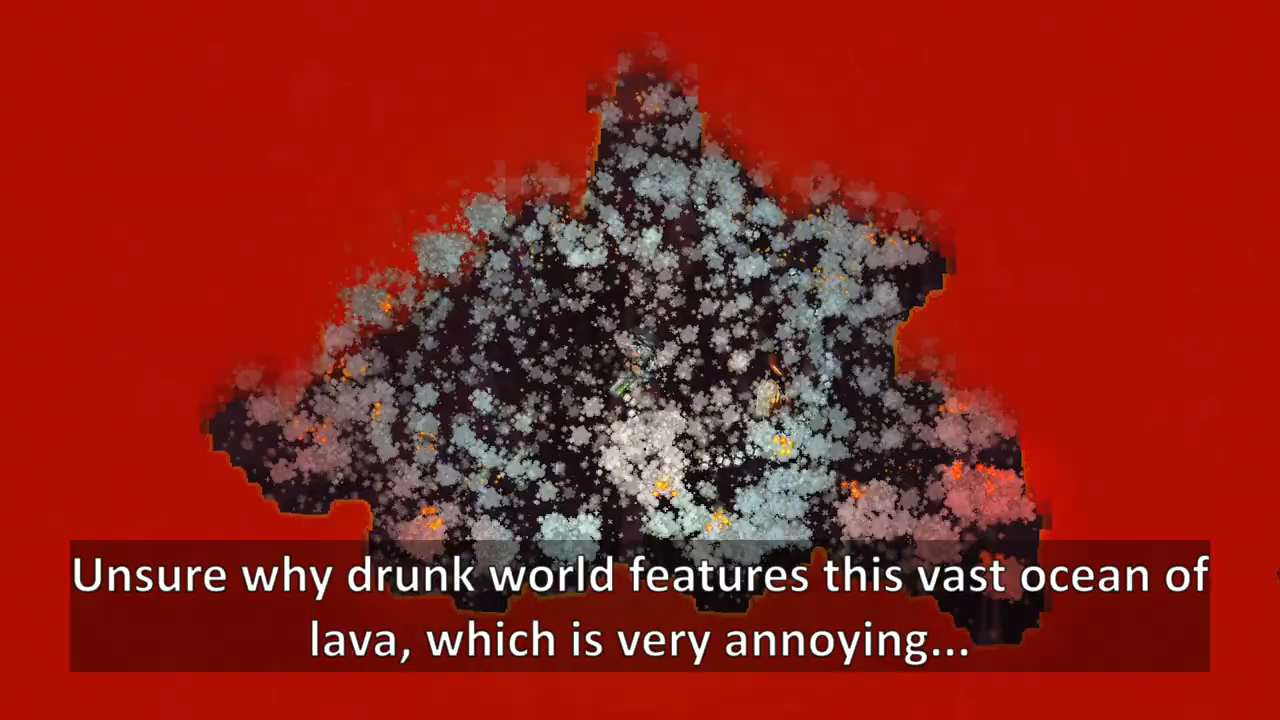 Unsure why drunk world features this vast ocean of
lava, which is very annoying...